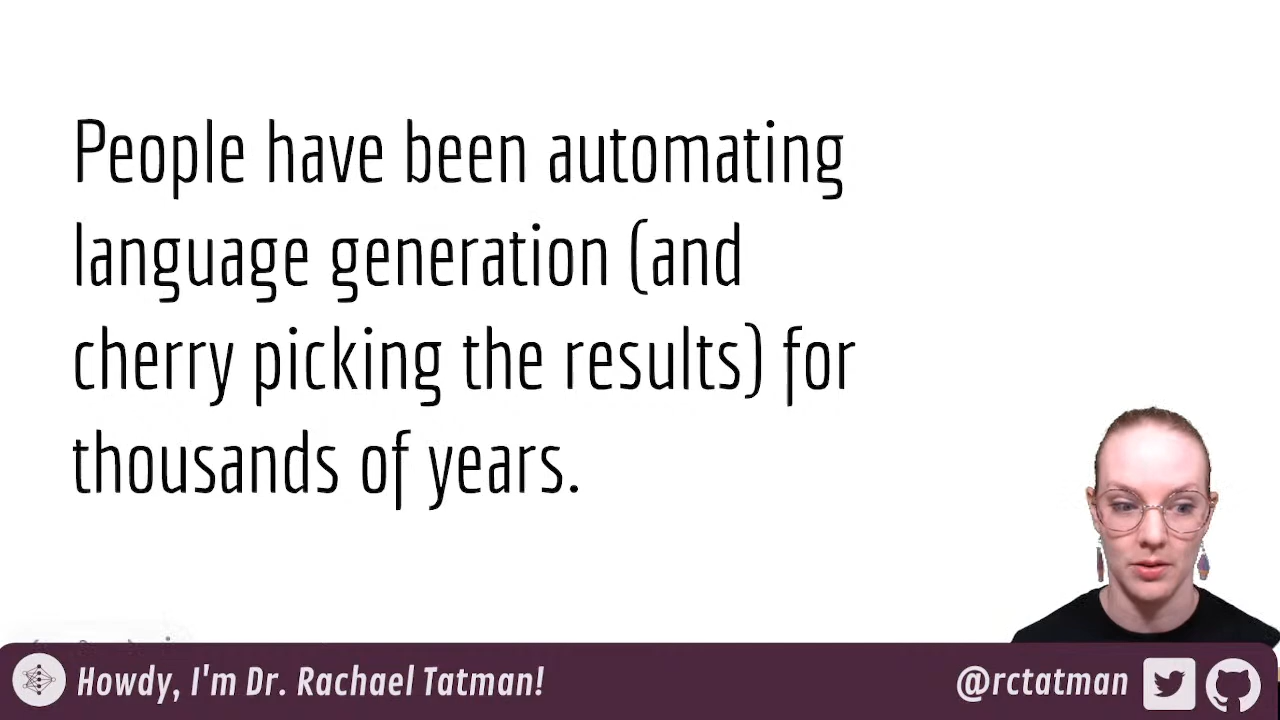 People have been automating
language generation (and
cherry picking the results) for
thousands of years.
Howdy, I'm Dr. Rachael Tatman!
@rctatman